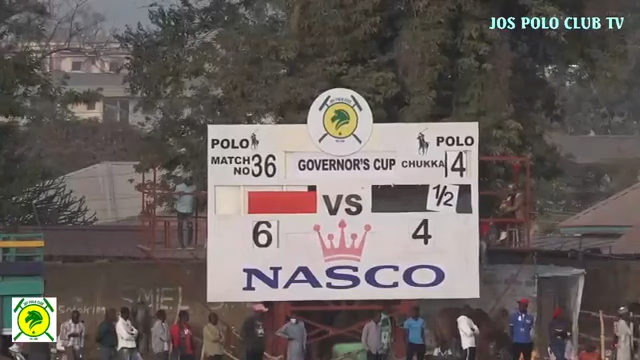 JOS POLO CLUB TV
POLO POLO
MATCH NO 36 GOVERNOR'S CUP CHUKKA 4
VS 1/2
6 4
NASCO